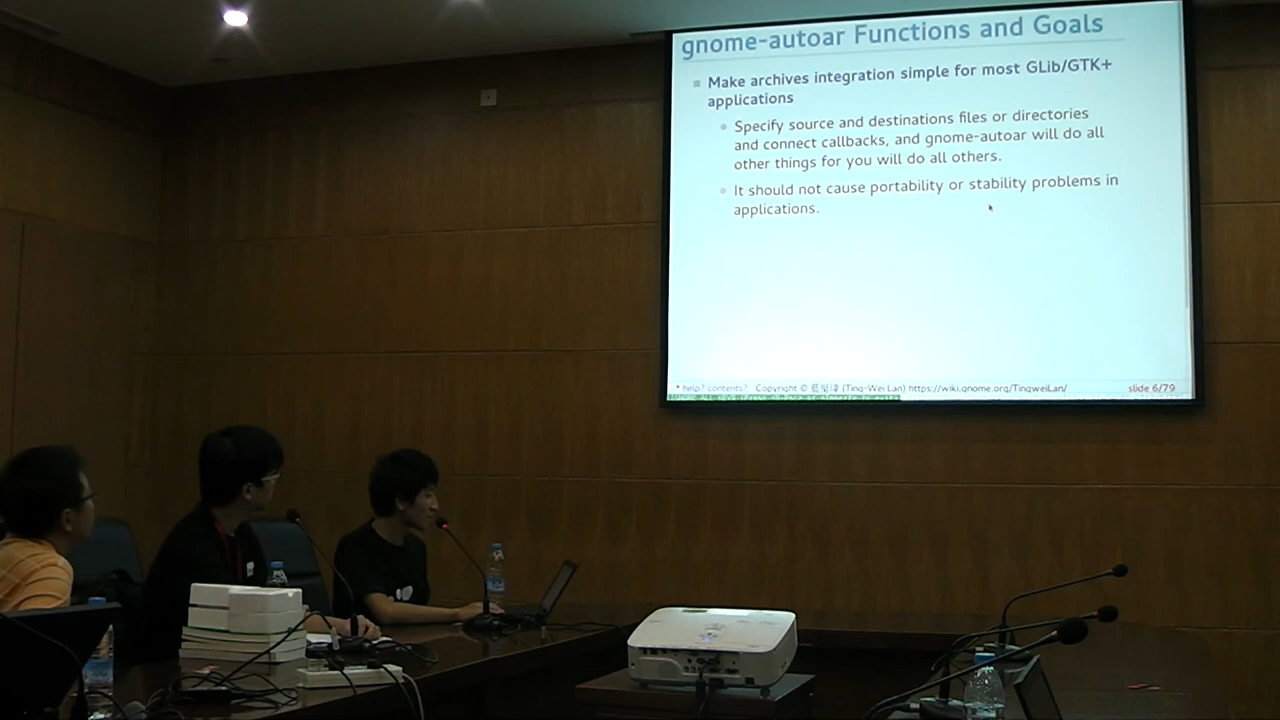 gnome-autoar Functions and Goals
Make archives integration simple for most GLib/GTK+
applications
Specify source and destinations files or directories
and connect callbacks, and gnome-autoar will do all
other things for you will do all others.
It should not cause portability or stability problems in
applications.
* help? contents? Copyright © 藍挺瑋 (Ting-Wei Lan) https://wiki.gnome.org/TingweiLan/ slide 6/79